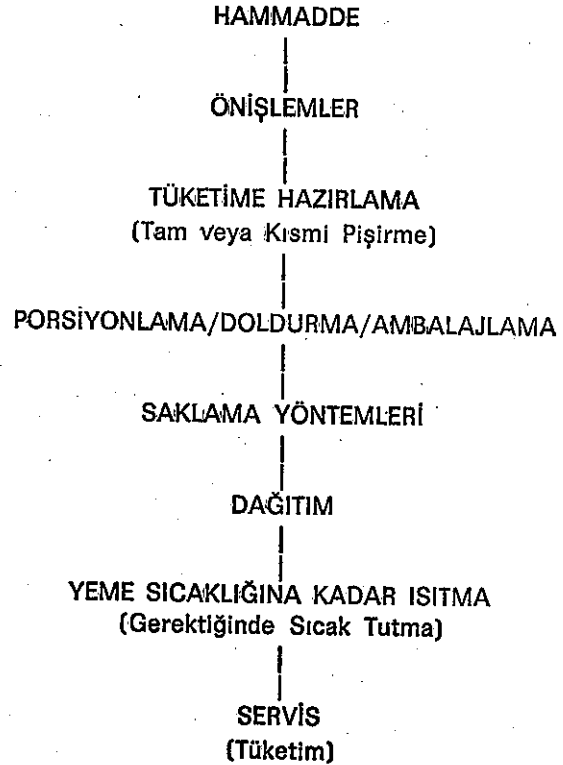 HAMMADDE
ÖNİŞLEMLER
TÜKETİME HAZIRLAMA
(Tam veya Kısmi Pişirme)
PORSİYONLAMA/DOLDURMA/AMBALAJLAMA
SAKLAMA YÖNTEMLERİ
DAĞITIM
YEME SICAKLIĞINA KADAR ISITMA
(Gerektiğinde Sıcak Tutma)
SERVİS
(Tüketim)